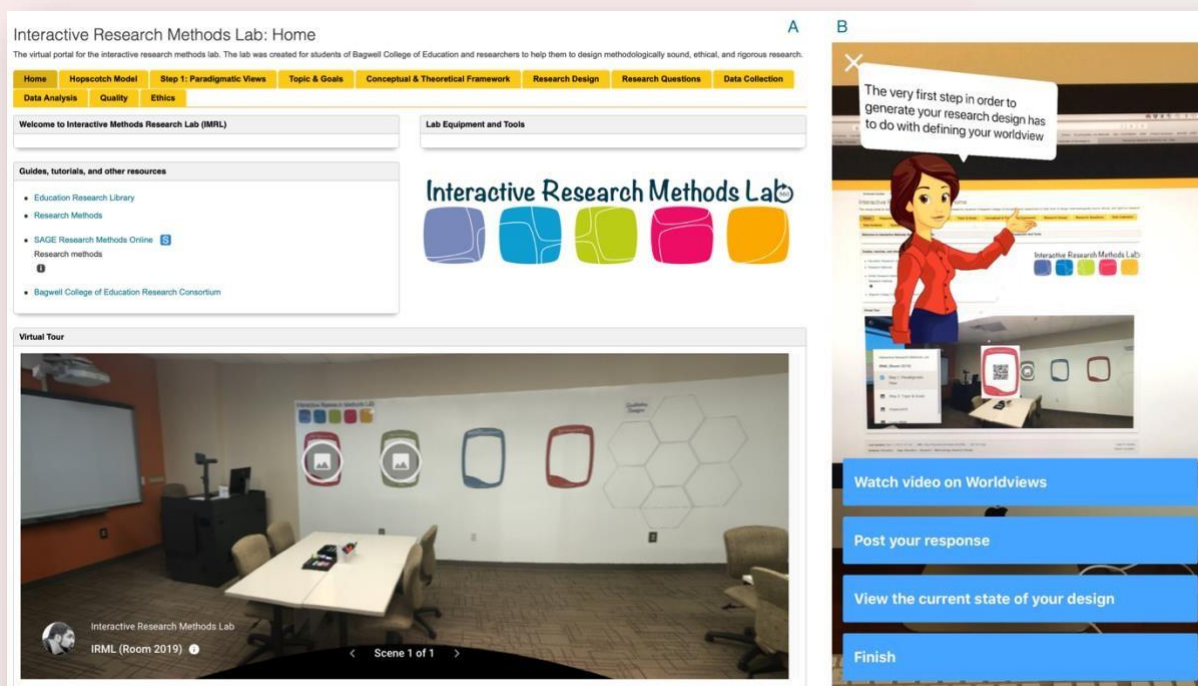 A
Interactive Research Methods Lab: Home
The virtual portal for the interactive research methods lab. The lab was created for students of Bagwell College of Education and researchers to help them to design methodologically sound, ethical, and rigorous research.
Home Hopscotch Model Step 1: Paradigmatic Views Topic & Goals Conceptual & Theoretical Framework Research Design Research Questions Data Collection
Data Analysis Quality Ethics
Welcome to Interactive Methods Research Lab (IMRL)
Lab Equipment and Tools
Guides, tutorials, and other resources
Education Research Library
Research Methods
SAGE Research Methods Online S
Research methods
Bagwell College of Education Research Consortium
Interactive Research Methods Lab
Virtual Tour
Interactive Research Methods Lab
Interactive Research Methods Lab
IRML (Room 2019)
Scene 1 of 1
B
The very first step in order to
generate your research design has
to do with defining your worldview
Interactive Research Methods Lab
Watch video on Worldviews
Post your response
View the current state of your design
Finish